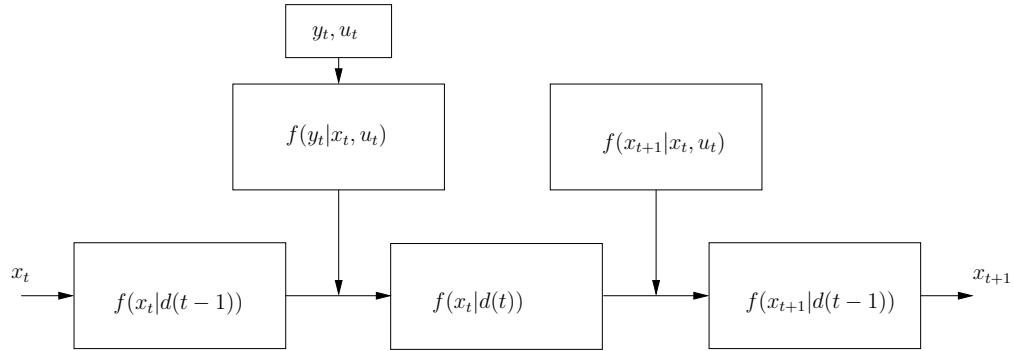 y_t, u_t
f(y_t|x_t, u_t)
f(x_{t+1}|x_t, u_t)
x_t
f(x_t|d(t − 1))
f(x_t|d(t))
f(x_{t+1}|d(t − 1))
x_{t+1}